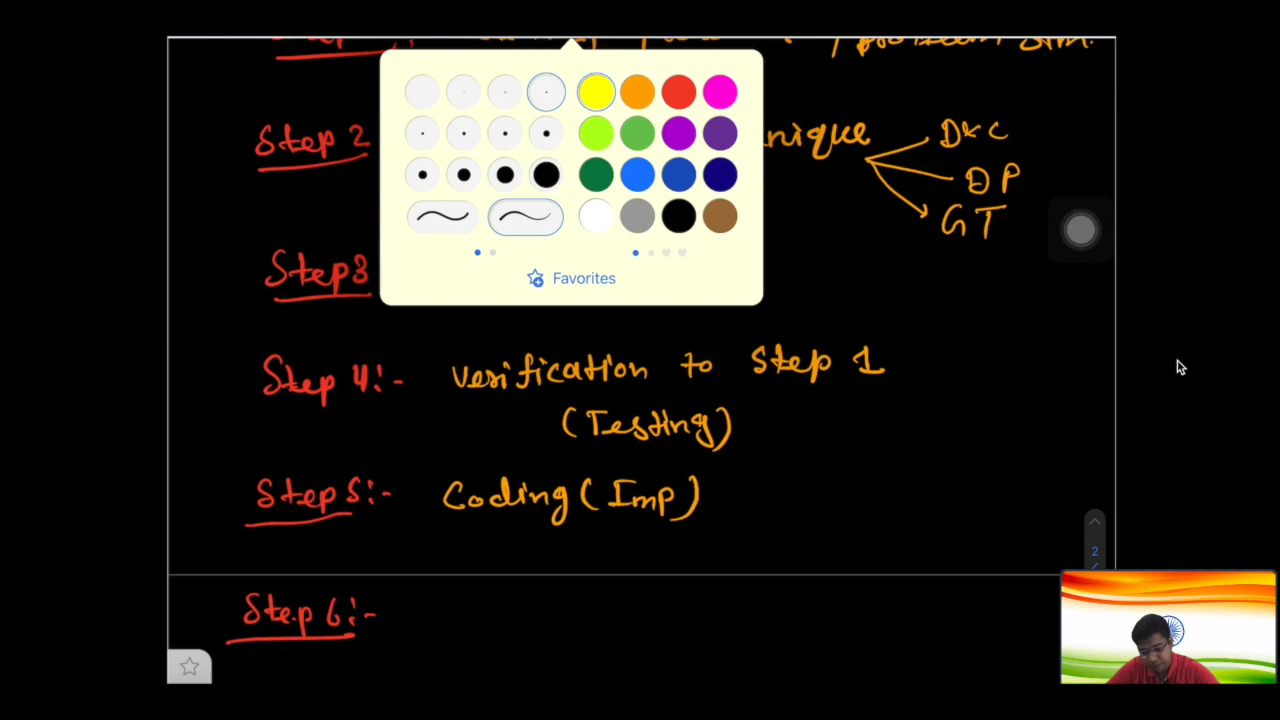 Step 2 nique D&C
DP
GT
Step3
Favorites
Step 4:- Verification to Step 1
(Testing)
Step 5:- Coding (Imp)
2
Step 6:-